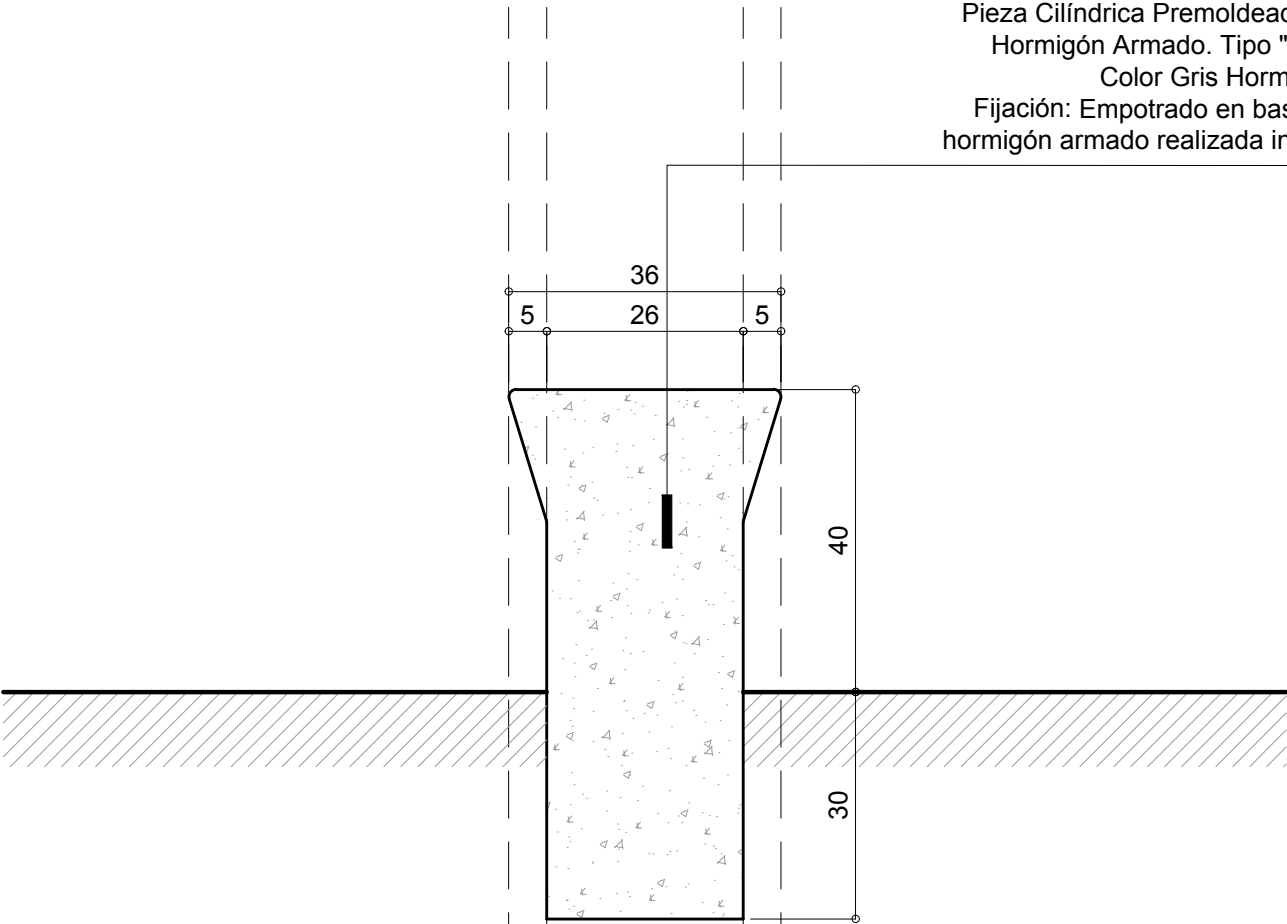 Pieza Cilíndrica Premoldead
Hormigón Armado. Tipo "
Color Gris Horm
Fijación: Empotrado en bas
hormigón armado realizada in
36
5 26 5
40
30